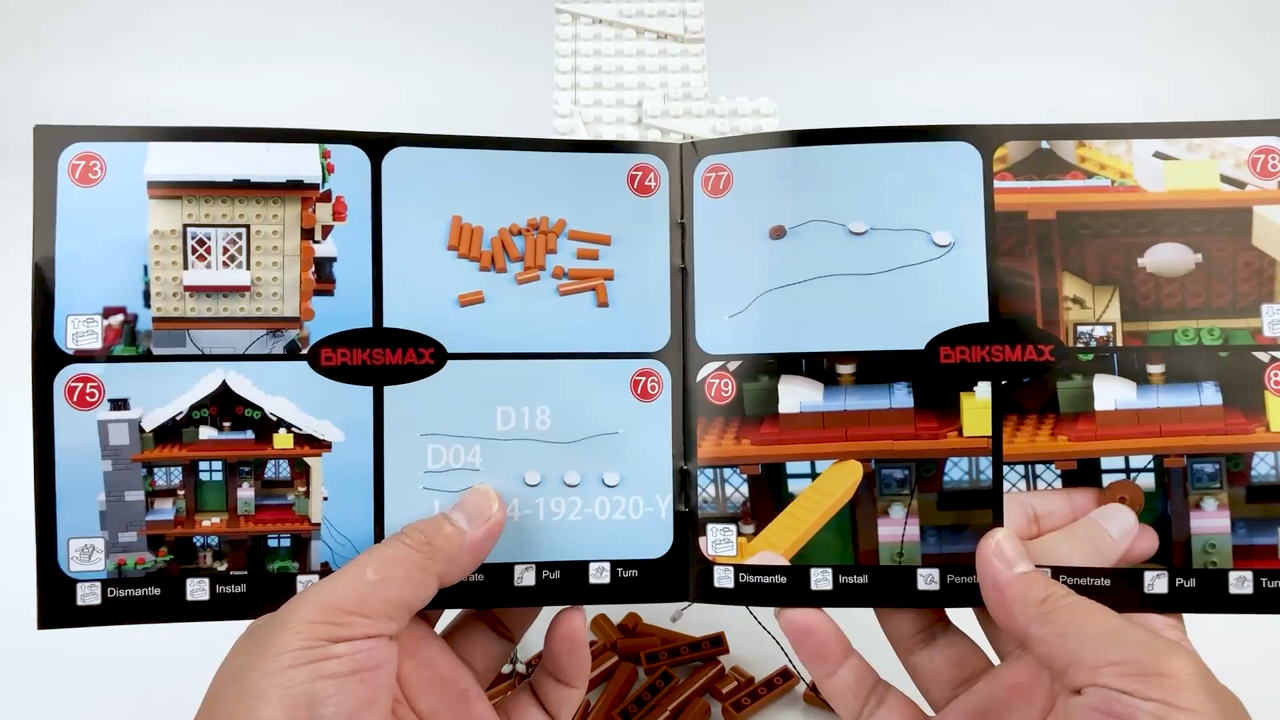 73
74
BRIKSMAX
75
76
D18
D04
4-192-020-Y
Dismantle
Install
Pull
Turn
77
78
BRIKSMAX
79
Dismantle
Install
Penetrate
Pull